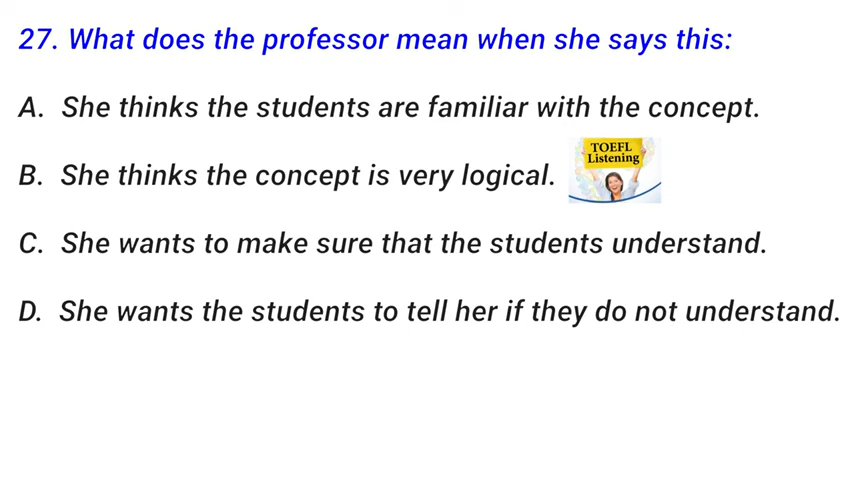 27. What does the professor mean when she says this:
A. She thinks the students are familiar with the concept.
B. She thinks the concept is very logical.
TOEFL
Listening
C. She wants to make sure that the students understand.
D. She wants the students to tell her if they do not understand.